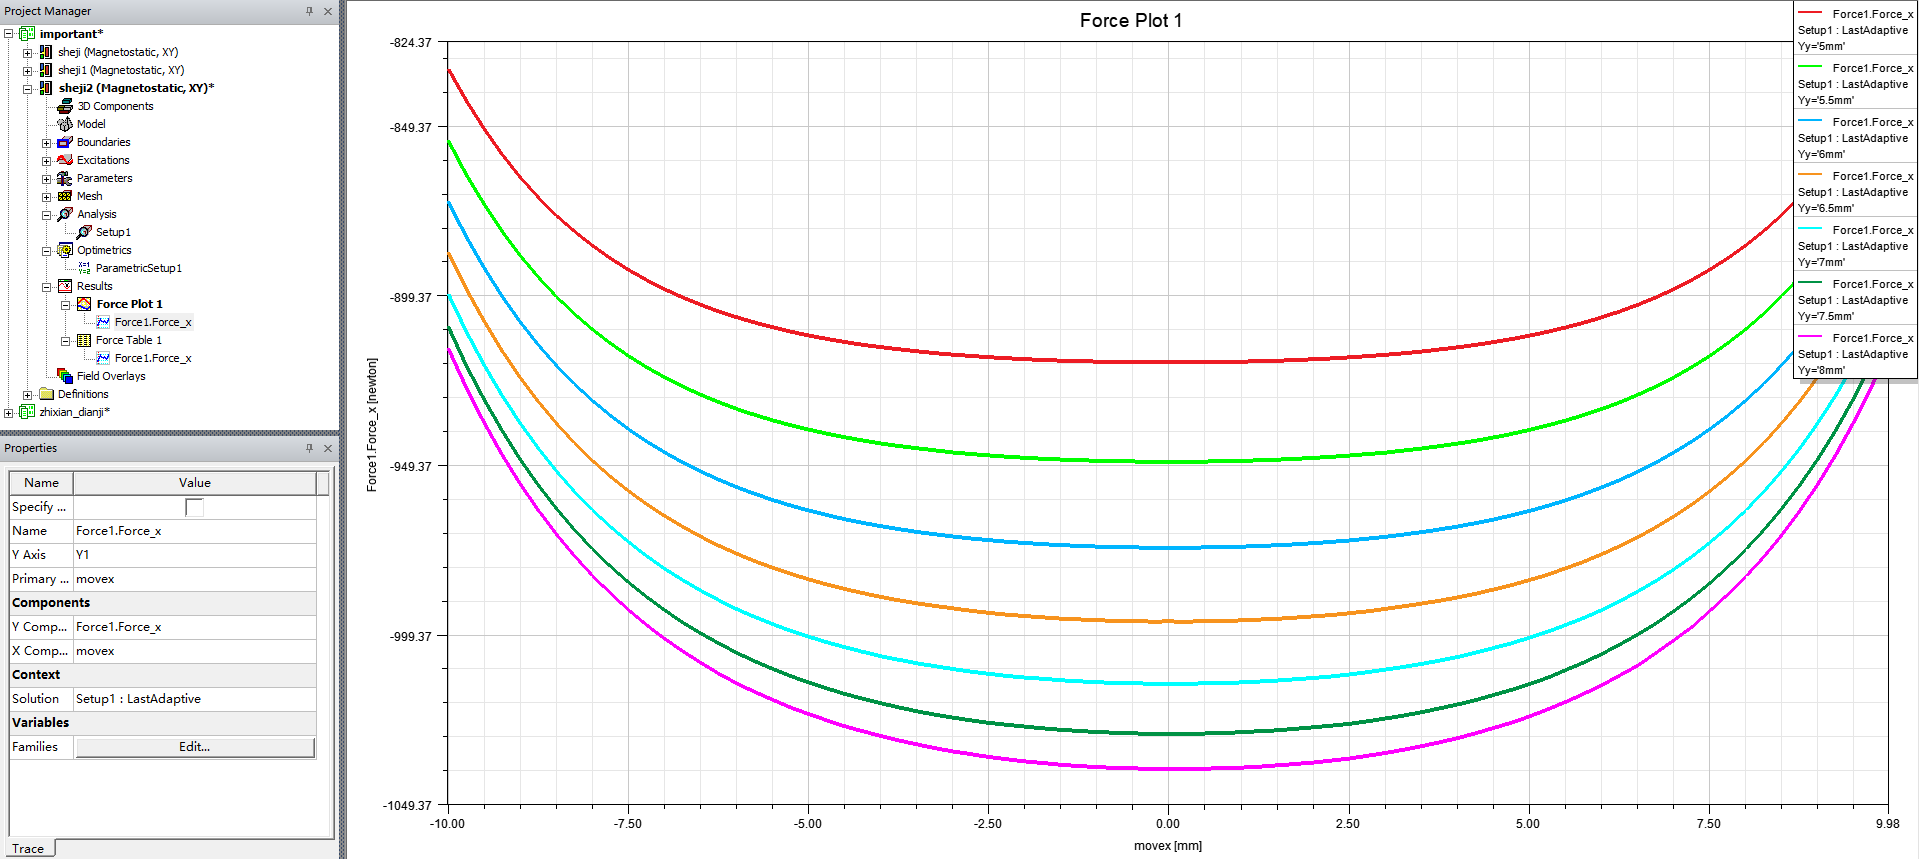 Project Manager
important*
sheji (Magnetostatic, XY)
sheji1 (Magnetostatic, XY)
sheji2 (Magnetostatic, XY)*
3D Components
Model
Boundaries
Excitations
Parameters
Mesh
Analysis
Setup1
Optimetrics
ParametricSetup1
Results
Force Plot 1
Force1.Force_x
Force Table 1
Force1.Force_x
Field Overlays
Definitions
zhixian_dianji*
Properties
Name Value
Specify ...
Name Force1.Force_x
Y Axis Y1
Primary ... movex
Components
Y Comp... Force1.Force_x
X Comp... movex
Context
Solution Setup1 : LastAdaptive
Variables
Families Edit...
Trace
Force Plot 1
-824.37
-849.37
-899.37
-949.37
-999.37
-1049.37
Force1.Force_x [newton]
-10.00 -7.50 -5.00 -2.50 0.00 2.50 5.00 7.50 9.98
movex [mm]
Force1.Force_x
Setup1 : LastAdaptive
Yy='5mm'
Force1.Force_x
Setup1 : LastAdaptive
Yy='5.5mm'
Force1.Force_x
Setup1 : LastAdaptive
Yy='6mm'
Force1.Force_x
Setup1 : LastAdaptive
Yy='6.5mm'
Force1.Force_x
Setup1 : LastAdaptive
Yy='7mm'
Force1.Force_x
Setup1 : LastAdaptive
Yy='7.5mm'
Force1.Force_x
Setup1 : LastAdaptive
Yy='8mm'